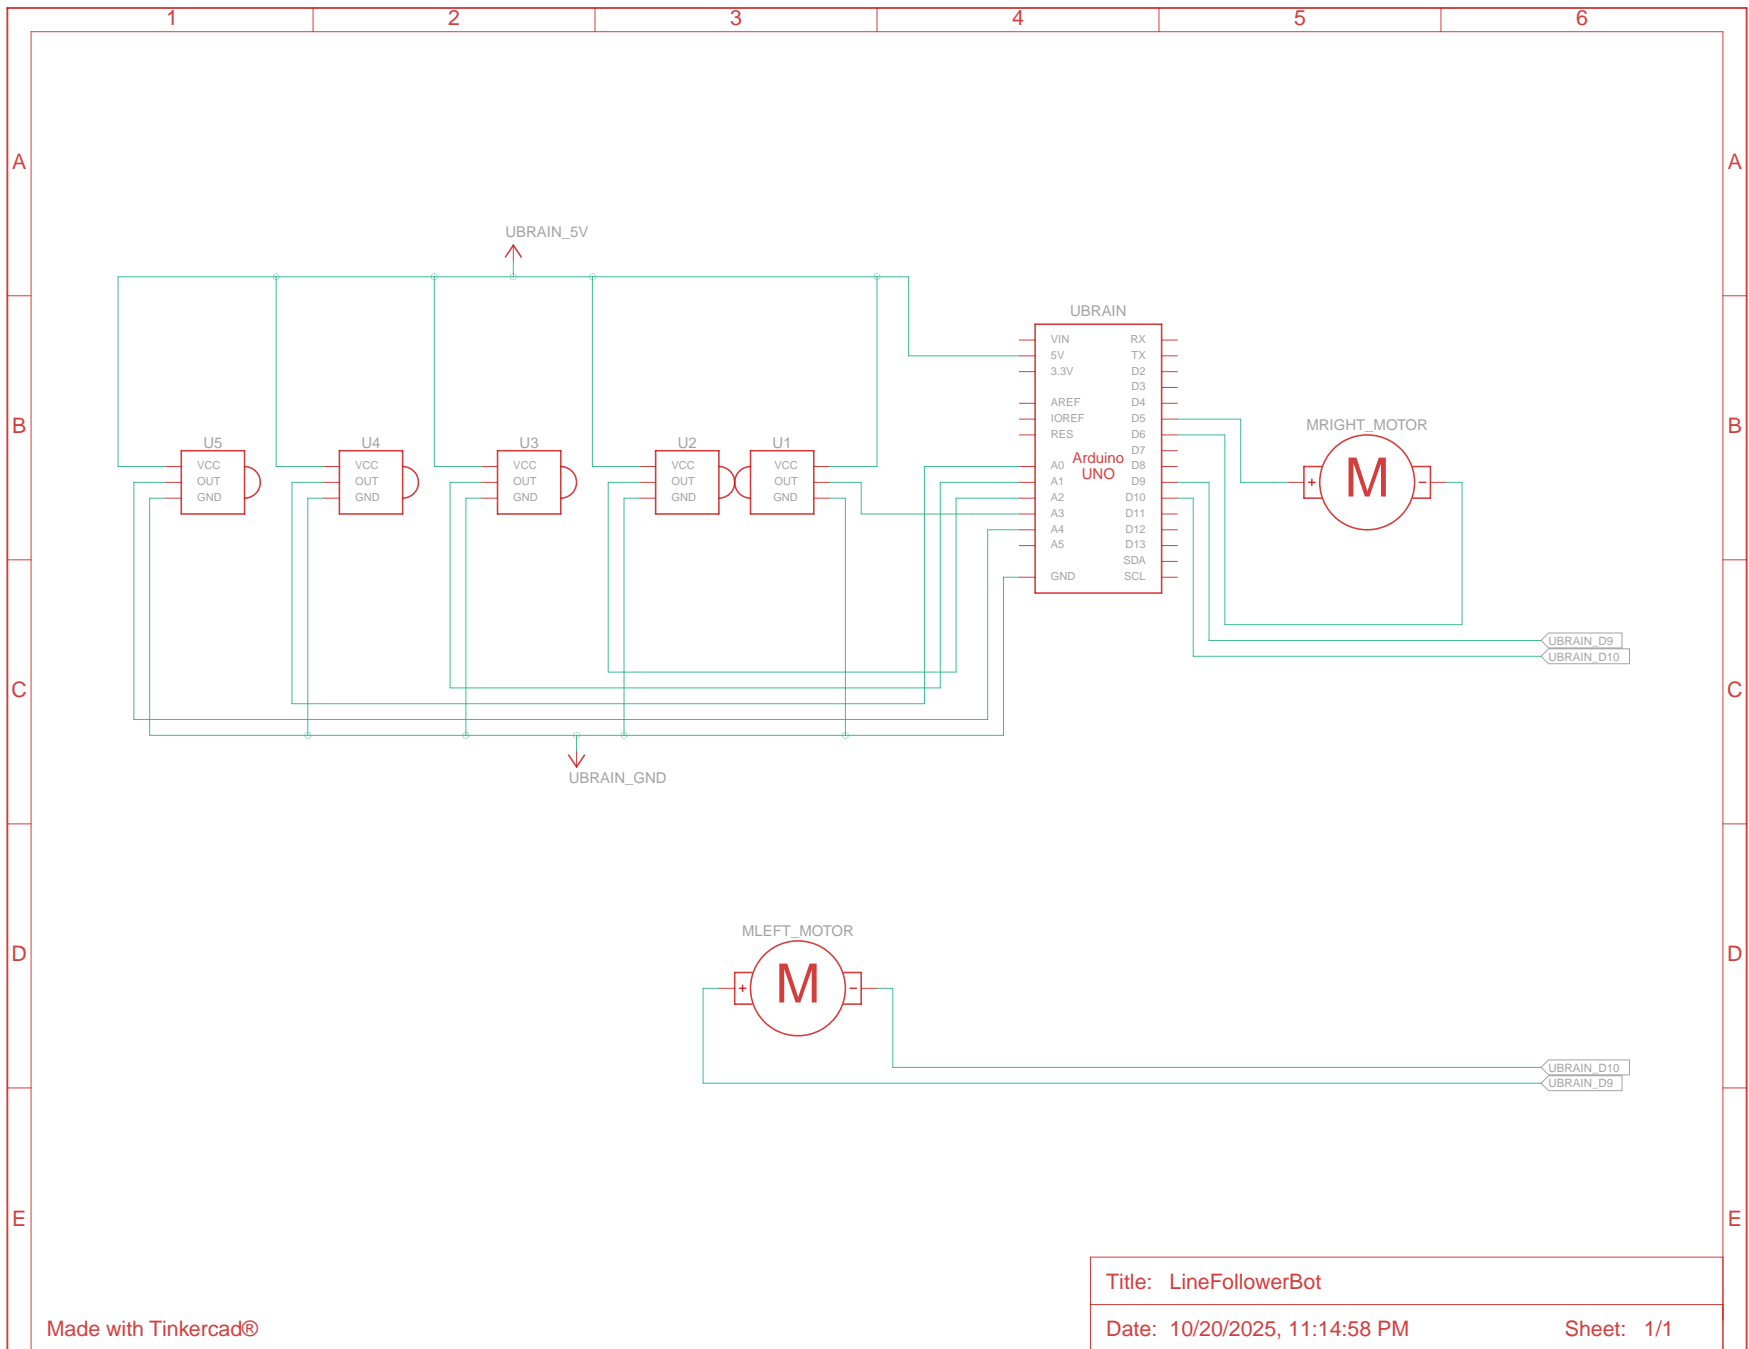 1 2 3 4 5 6
A A
UBRAIN_5V
UBRAIN
VIN RX
5V TX
3.3V D2
D3
AREF D4
IOREF D5
RES D6
D7
A0 D8
A1 D9
A2 D10
A3 D11
A4 D12
A5 D13
SDA
GND SCL
Arduino
UNO
B B
MRIGHT_MOTOR
+ M -
U5
VCC
OUT
GND
U4
VCC
OUT
GND
U3
VCC
OUT
GND
U2
VCC
OUT
GND
U1
VCC
OUT
GND
UBRAIN_D9
UBRAIN_D10
C C
UBRAIN_GND
MLEFT_MOTOR
+ M -
D D
UBRAIN_D10
UBRAIN_D9
E E
Title: LineFollowerBot
Made with Tinkercad®
Date: 10/20/2025, 11:14:58 PM Sheet: 1/1